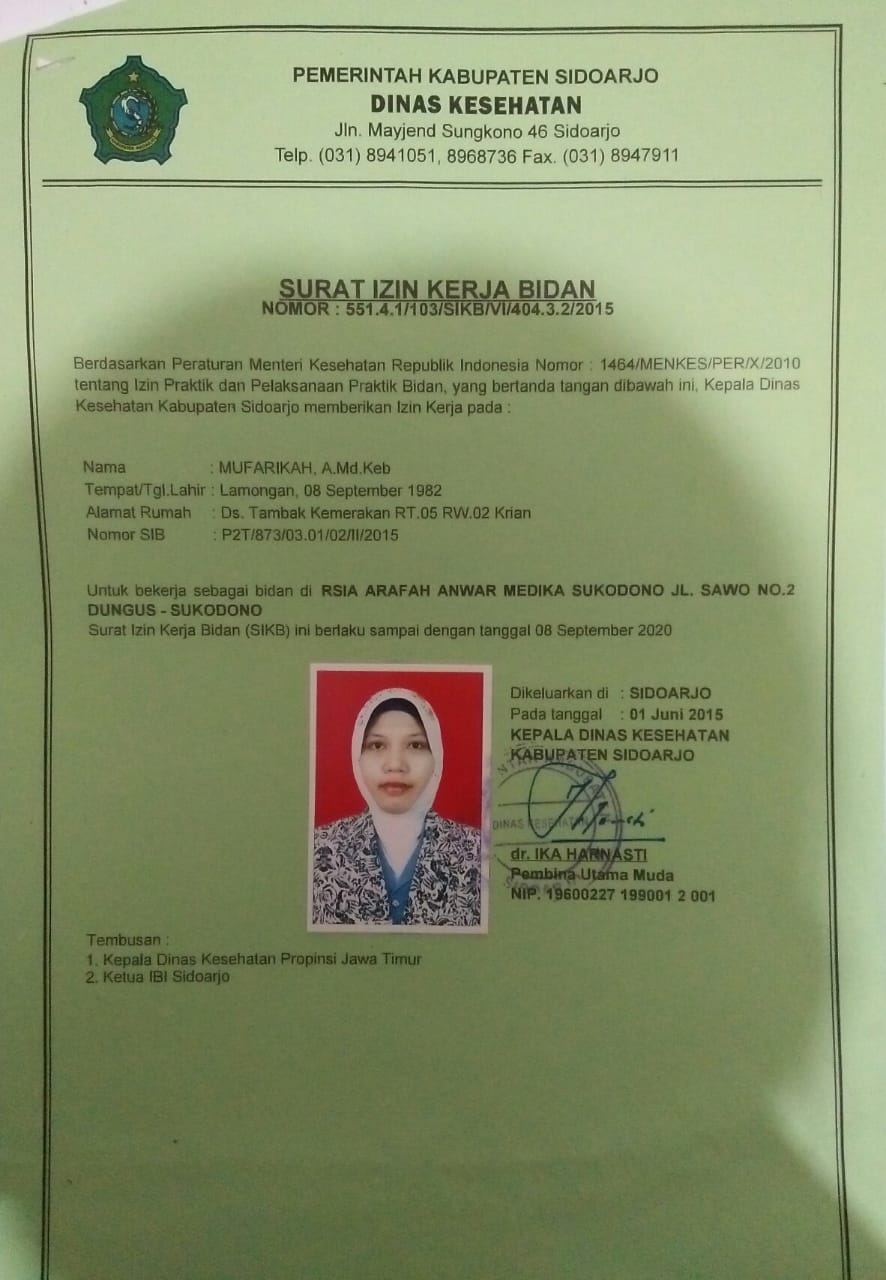 PEMERINTAH KABUPATEN SIDOARJO
DINAS KESEHATAN
Jln. Mayjend Sungkono 46 Sidoarjo
Telp. (031) 8941051, 8968736 Fax. (031) 8947911
SURAT IZIN KERJA BIDAN
NOMOR : 551.4.1/103/SIKB/VI/404.3.2/2015
Berdasarkan Peraturan Menteri Kesehatan Republik Indonesia Nomor : 1464/MENKES/PER/X/2010
tentang Izin Praktik dan Pelaksanaan Praktik Bidan, yang bertanda tangan dibawah ini, Kepala Dinas
Kesehatan Kabupaten Sidoarjo memberikan Izin Kerja pada :
Nama : MUFARIKAH, A.Md.Keb
Tempat/Tgl.Lahir : Lamongan, 08 September 1982
Alamat Rumah : Ds. Tambak Kemerakan RT.05 RW.02 Krian
Nomor SIB : P2T/873/03.01/02/II/2015
Untuk bekerja sebagai bidan di RSIA ARAFAH ANWAR MEDIKA SUKODONO JL. SAWO NO.2
DUNGUS - SUKODONO
Surat Izin Kerja Bidan (SIKB) ini berlaku sampai dengan tanggal 08 September 2020
Dikeluarkan di : SIDOARJO
Pada tanggal : 01 Juni 2015
KEPALA DINAS KESEHATAN
KABUPATEN SIDOARJO
DINAS KESEHATAN
dr. IKA HARNASTI
Pembina Utama Muda
NIP. 19600227 199001 2 001
Tembusan :
1. Kepala Dinas Kesehatan Propinsi Jawa Timur
2. Ketua IBI Sidoarjo